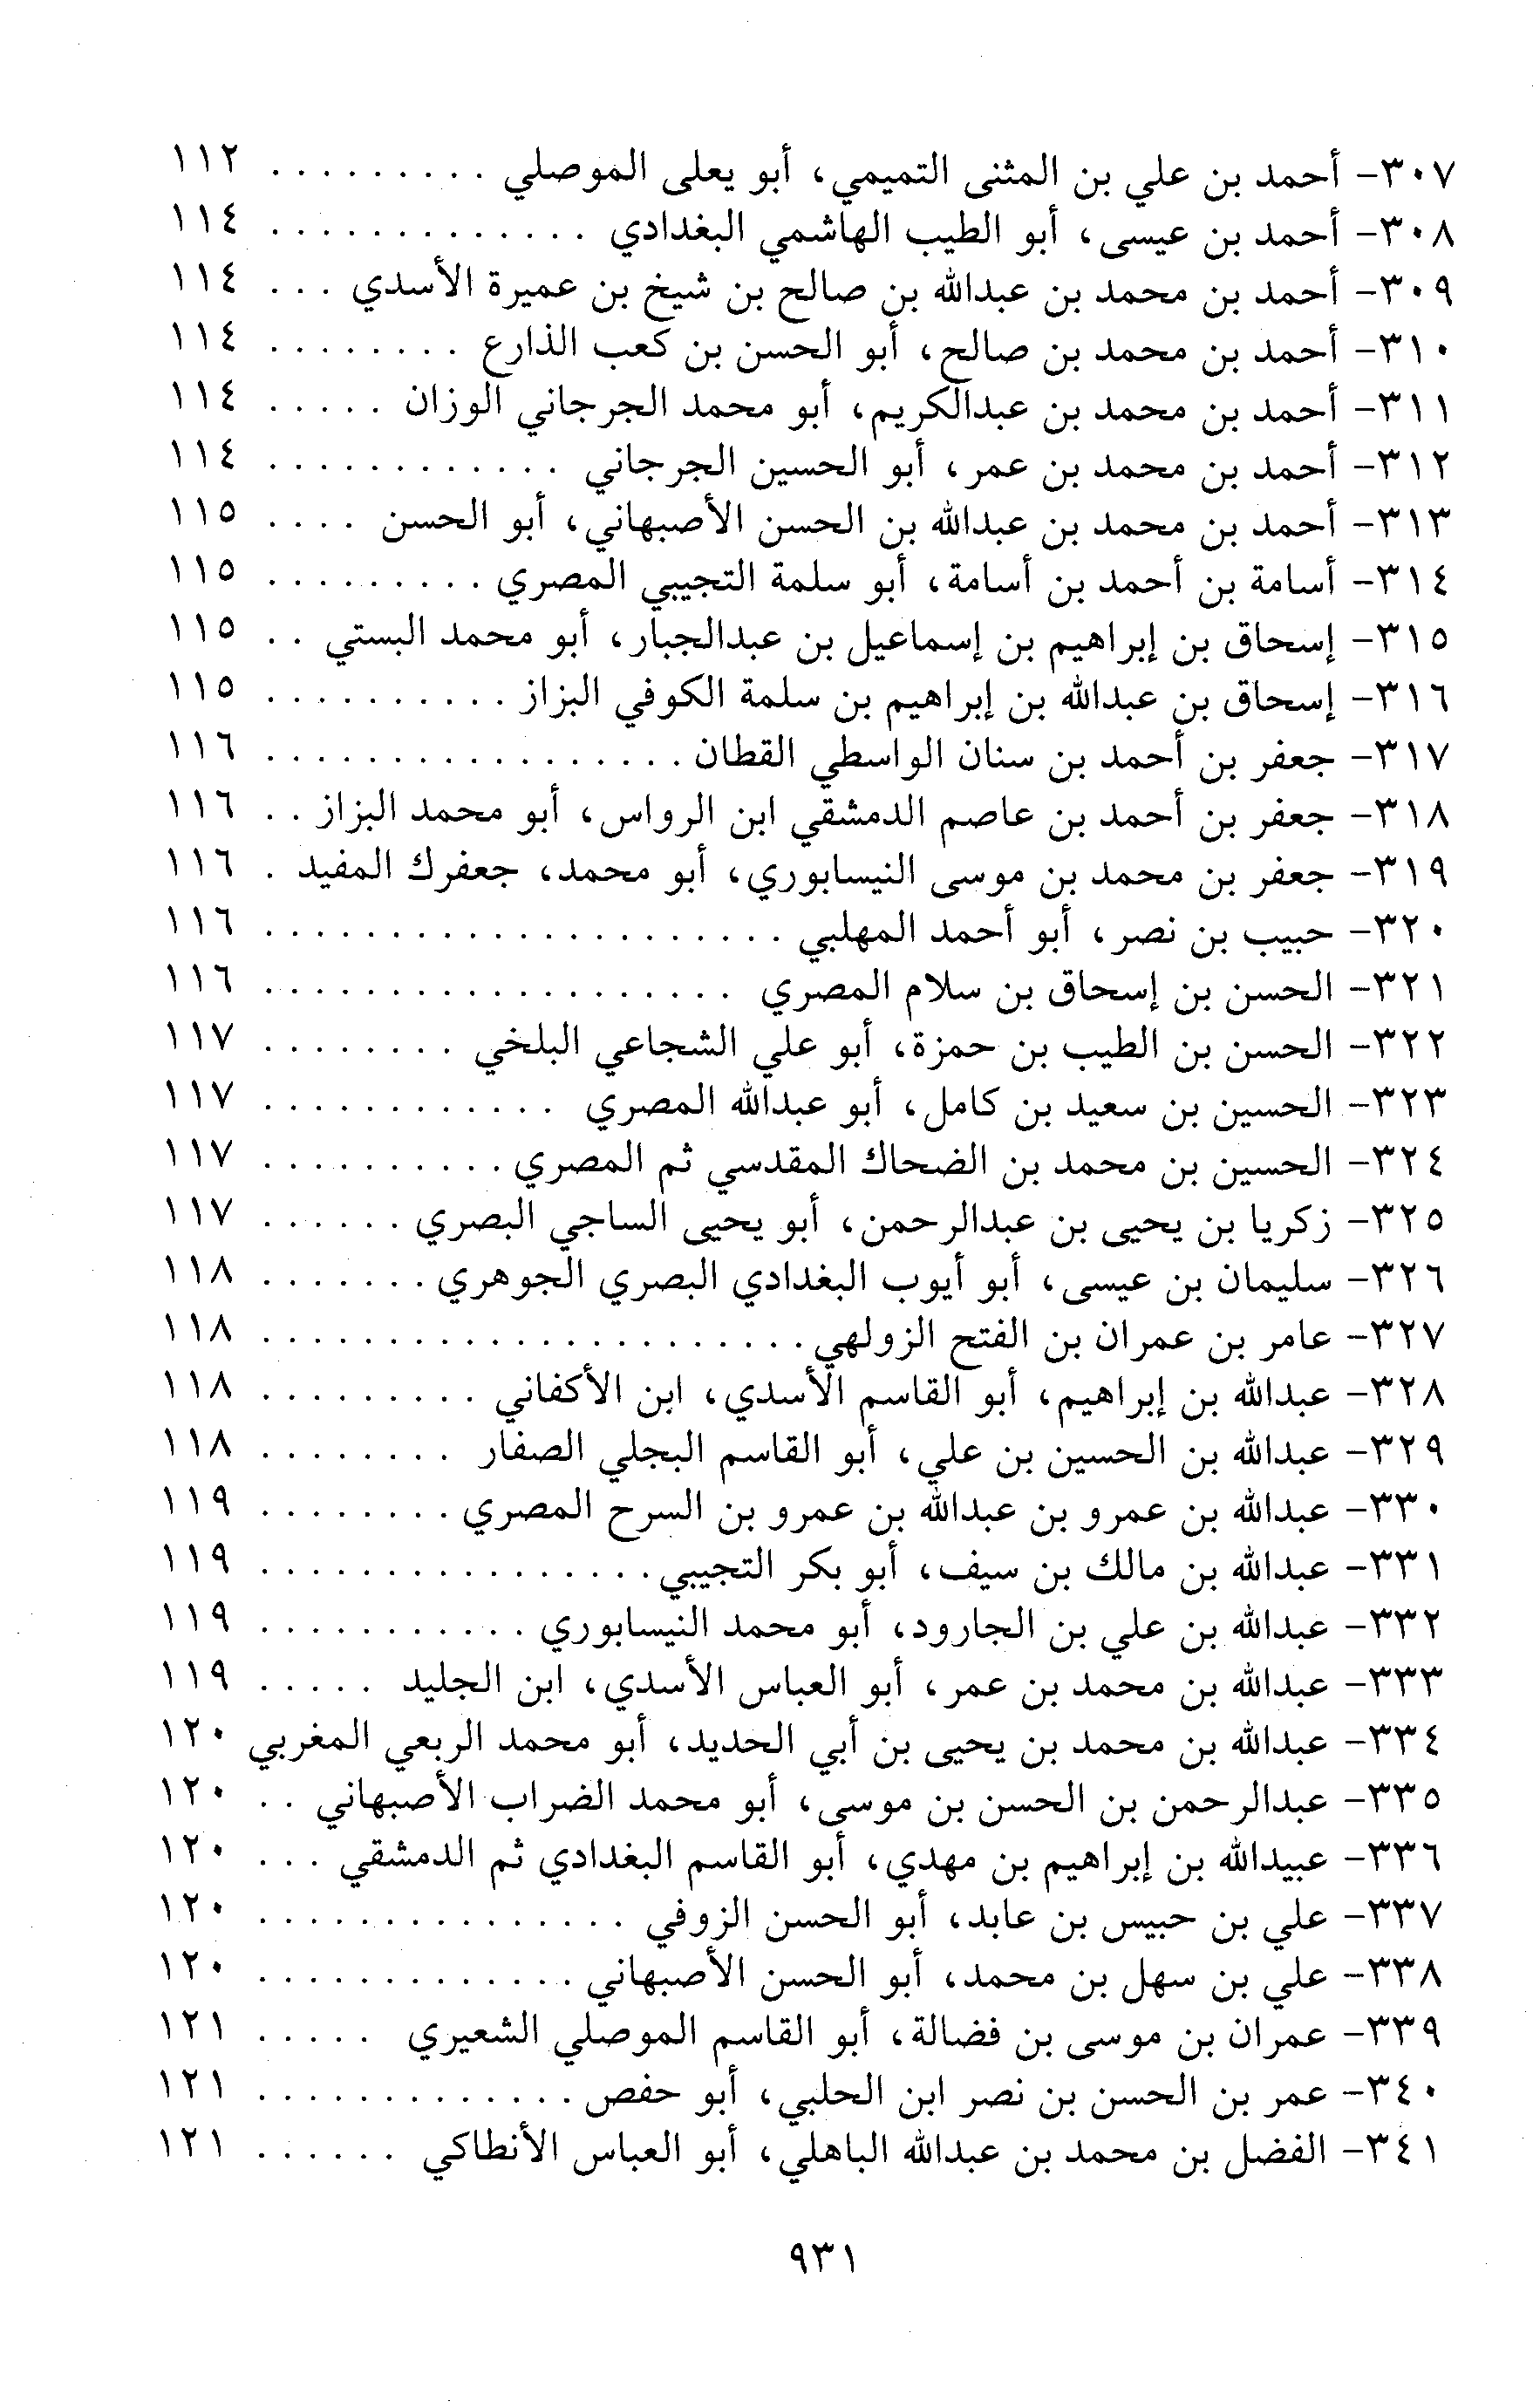 ٣٠٧- أحمد بن علي بن المثنى التميمي، أبو يعلى الموصلي . . . . . . . . . ١١٢
٣٠٨- أحمد بن عيسى، أبو الطيب الهاشمي البغدادي . . . . . . . . . . . . . ١١٤
٣٠٩- أحمد بن محمد بن عبدالله بن صالح بن شيخ بن عميرة الأسدي . . . ١١٤
٣١٠- أحمد بن محمد بن صالح، أبو الحسن بن كعب الذارع . . . . . . . . ١١٤
٣١١- أحمد بن محمد بن عبدالكريم، أبو محمد الجرجاني الوزان . . . . . ١١٤
٣١٢- أحمد بن محمد بن عمر، أبو الحسين الجرجاني . . . . . . . . . . . . ١١٤
٣١٣- أحمد بن محمد بن عبدالله بن الحسن الأصبهاني، أبو الحسن . . . . ١١٥
٣١٤- أسامة بن أحمد بن أسامة، أبو سلمة التجيبي المصري . . . . . . . . . ١١٥
٣١٥- إسحاق بن إبراهيم بن إسماعيل بن عبدالجبار، أبو محمد البستي . . ١١٥
٣١٦- إسحاق بن عبدالله بن إبراهيم بن سلمة الكوفي البزاز . . . . . . . . . . ١١٥
٣١٧- جعفر بن أحمد بن سنان الواسطي القطان . . . . . . . . . . . . . . . . . ١١٦
٣١٨- جعفر بن أحمد بن عاصم الدمشقي ابن الرواس، أبو محمد البزاز . . ١١٦
٣١٩- جعفر بن محمد بن موسى النيسابوري، أبو محمد، جعفرك المفيد . ١١٦
٣٢٠- حبيب بن نصر، أبو أحمد المهلبي . . . . . . . . . . . . . . . . . . . . . ١١٦
٣٢١- الحسن بن إسحاق بن سلام المصري . . . . . . . . . . . . . . . . . . . ١١٦
٣٢٢- الحسن بن الطيب بن حمزة، أبو علي الشجاعي البلخي . . . . . . . . ١١٧
٣٢٣- الحسين بن سعيد بن كامل، أبو عبدالله المصري . . . . . . . . . . . . ١١٧
٣٢٤- الحسين بن محمد بن الضحاك المقدسي ثم المصري . . . . . . . . . . ١١٧
٣٢٥- زكريا بن يحيى بن عبدالرحمن، أبو يحيى الساجي البصري . . . . . . ١١٧
٣٢٦- سليمان بن عيسى، أبو أيوب البغدادي البصري الجوهري . . . . . . . ١١٨
٣٢٧- عامر بن عمران بن الفتح الزولهي . . . . . . . . . . . . . . . . . . . . . . ١١٨
٣٢٨- عبدالله بن إبراهيم، أبو القاسم الأسدي، ابن الأكفاني . . . . . . . . . ١١٨
٣٢٩- عبدالله بن الحسين بن علي، أبو القاسم البجلي الصفار . . . . . . . . ١١٨
٣٣٠- عبدالله بن عمرو بن عبدالله بن عمرو بن السرح المصري . . . . . . . . ١١٩
٣٣١- عبدالله بن مالك بن سيف، أبو بكر التجيبي . . . . . . . . . . . . . . . . ١١٩
٣٣٢- عبدالله بن علي بن الجارود، أبو محمد النيسابوري . . . . . . . . . . . ١١٩
٣٣٣- عبدالله بن محمد بن عمر، أبو العباس الأسدي، ابن الجليد . . . . . ١١٩
٣٣٤- عبدالله بن محمد بن يحيى بن أبي الحديد، أبو محمد الربعي المغربي ١٢٠
٣٣٥- عبدالرحمن بن الحسن بن موسى، أبو محمد الضراب الأصبهاني . . ١٢٠
٣٣٦- عبيدالله بن إبراهيم بن مهدي، أبو القاسم البغدادي ثم الدمشقي . . . ١٢٠
٣٣٧- علي بن حبيس بن عابد، أبو الحسن الزوفي . . . . . . . . . . . . . . . ١٢٠
٣٣٨- علي بن سهل بن محمد، أبو الحسن الأصبهاني . . . . . . . . . . . . . ١٢٠
٣٣٩- عمران بن موسى بن فضالة، أبو القاسم الموصلي الشعيري . . . . . ١٢١
٣٤٠- عمر بن الحسن بن نصر ابن الحلبي، أبو حفص . . . . . . . . . . . . . ١٢١
٣٤١- الفضل بن محمد بن عبدالله الباهلي، أبو العباس الأنطاكي . . . . . . ١٢١
٩٣١